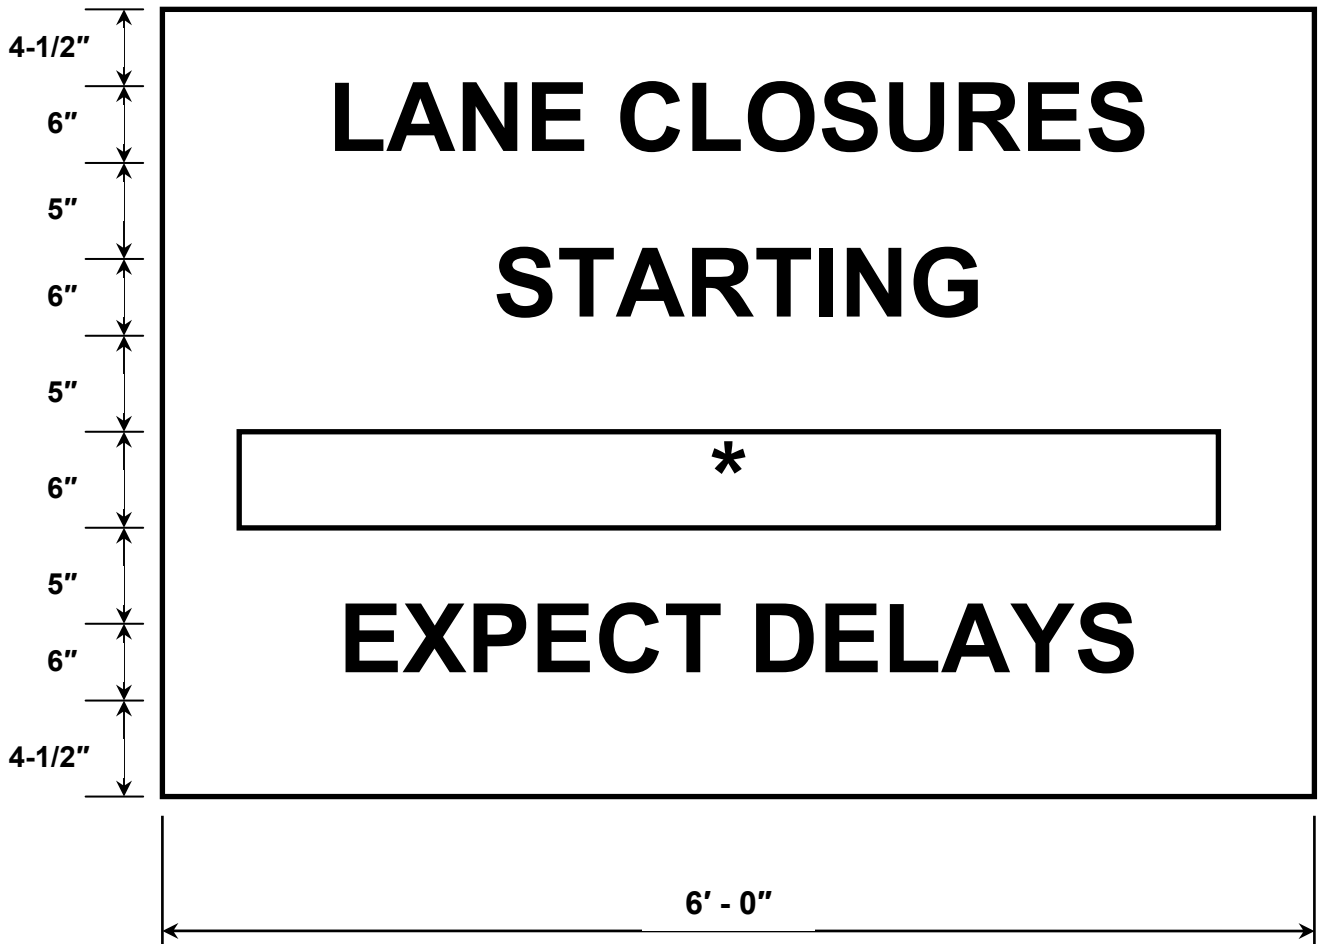 4-1/2″
6″
5″
6″
5″
6″
5″
6″
4-1/2″
LANE CLOSURES
STARTING
*
EXPECT DELAYS
6′ - 0″